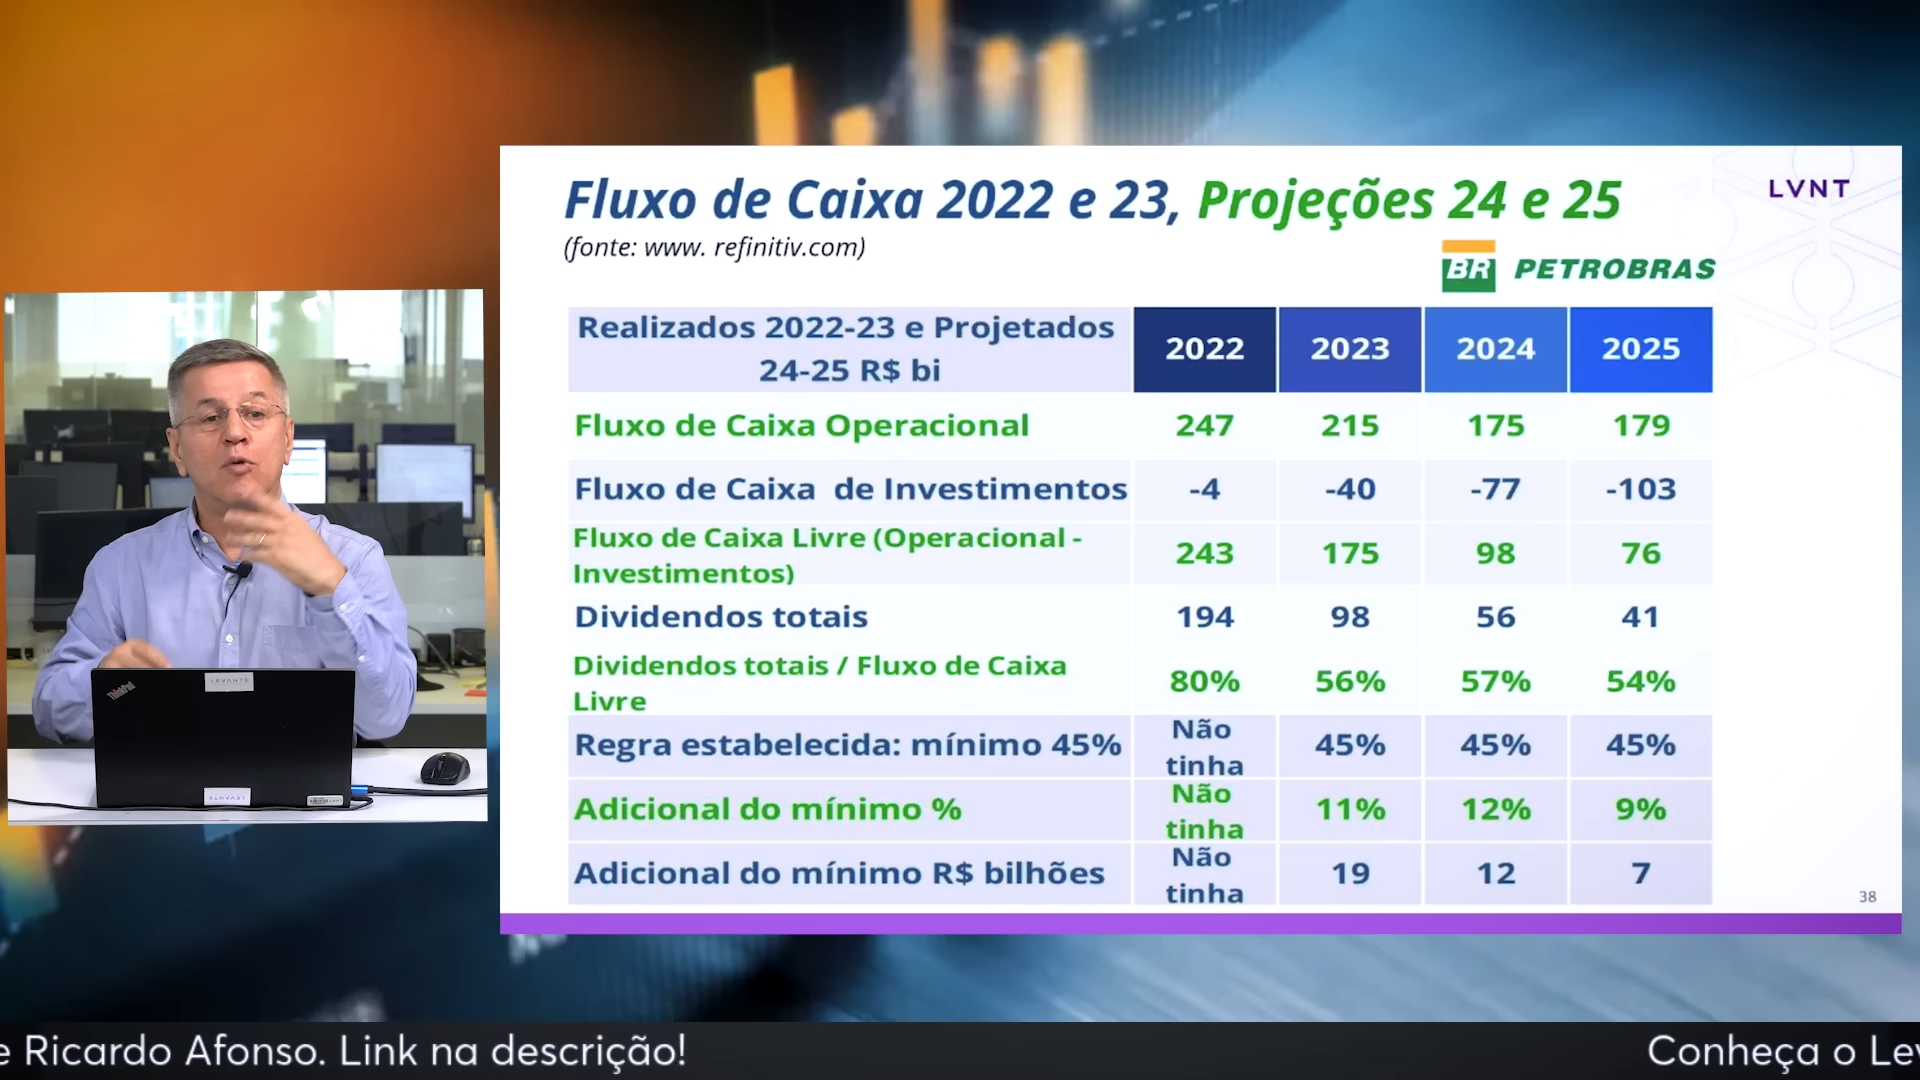 Fluxo de Caixa 2022 e 23, Projeções 24 e 25
LVNT
(fonte: www. refinitiv.com)
BR PETROBRAS
Realizados 2022-23 e Projetados
24-25 R$ bi
2022 2023 2024 2025
Fluxo de Caixa Operacional 247 215 175 179
Fluxo de Caixa  de Investimentos -4 -40 -77 -103
Fluxo de Caixa Livre (Operacional -
Investimentos)
243 175 98 76
Dividendos totais 194 98 56 41
Dividendos totais / Fluxo de Caixa
Livre
80% 56% 57% 54%
Regra estabelecida: mínimo 45% Não
tinha
45% 45% 45%
Adicional do mínimo % Não
tinha
11% 12% 9%
Adicional do mínimo R$ bilhões Não
tinha
19 12 7
38
ThinkPad
LEVANTE
LEVANTE
e Ricardo Afonso. Link na descrição!
Conheça o Lev